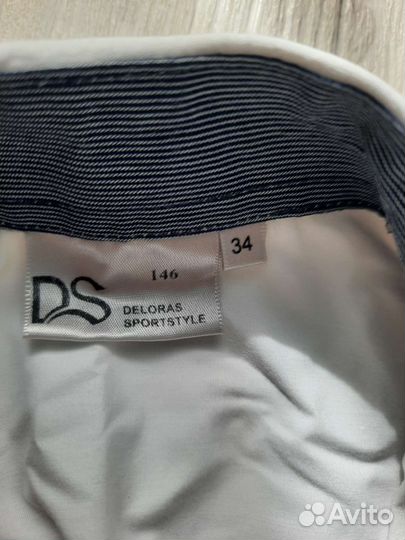 146
34
DS
DELORAS
SPORTSTYLE
Avito